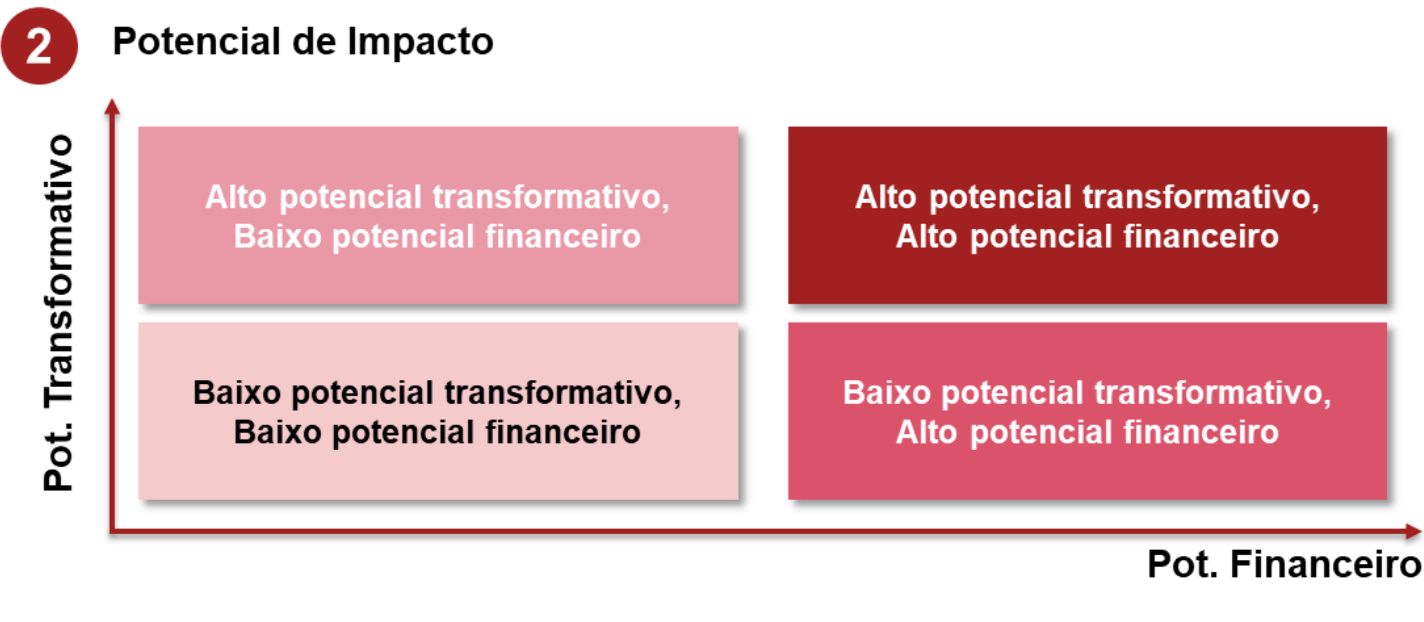 2
Potencial de Impacto
Pot. Transformativo
Alto potencial transformativo,
Baixo potencial financeiro
Alto potencial transformativo,
Alto potencial financeiro
Baixo potencial transformativo,
Baixo potencial financeiro
Baixo potencial transformativo,
Alto potencial financeiro
Pot. Financeiro